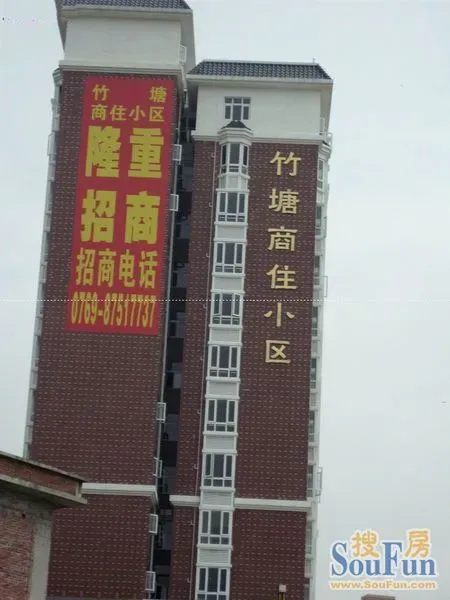 竹塘
商住小区
隆重
招商
招商电话
0769-87517737
竹塘商住小区
搜房
SouFun
www.SouFun.com